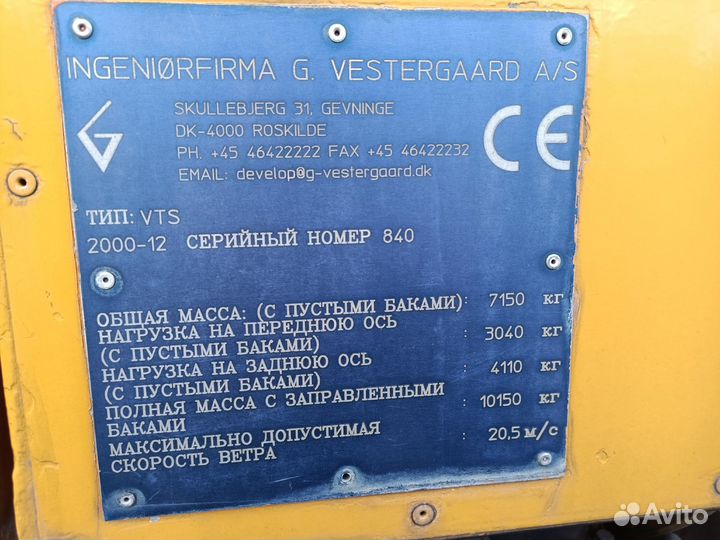 INGENIØRFIRMA G. VESTERGAARD A/S
SKULLEBJERG 31, GEVNINGE
DK-4000 ROSKILDE
PH. +45 46422222 FAX +45 46422232
EMAIL: develop@g-vestergaard.dk
CE
ТИП: VTS
2000-12 СЕРИЙНЫЙ НОМЕР 840
ОБЩАЯ МАССА: (С ПУСТЫМИ БАКАМИ): 7150 кг
НАГРУЗКА НА ПЕРЕДНЮЮ ОСЬ
(С ПУСТЫМИ БАКАМИ) : 3040 кг
НАГРУЗКА НА ЗАДНЮЮ ОСЬ
(С ПУСТЫМИ БАКАМИ) : 4110 кг
ПОЛНАЯ МАССА С ЗАПРАВЛЕННЫМИ
БАКАМИ : 10150 кг
МАКСИМАЛЬНО ДОПУСТИМАЯ
СКОРОСТЬ ВЕТРА : 20,5 м/с
Avito